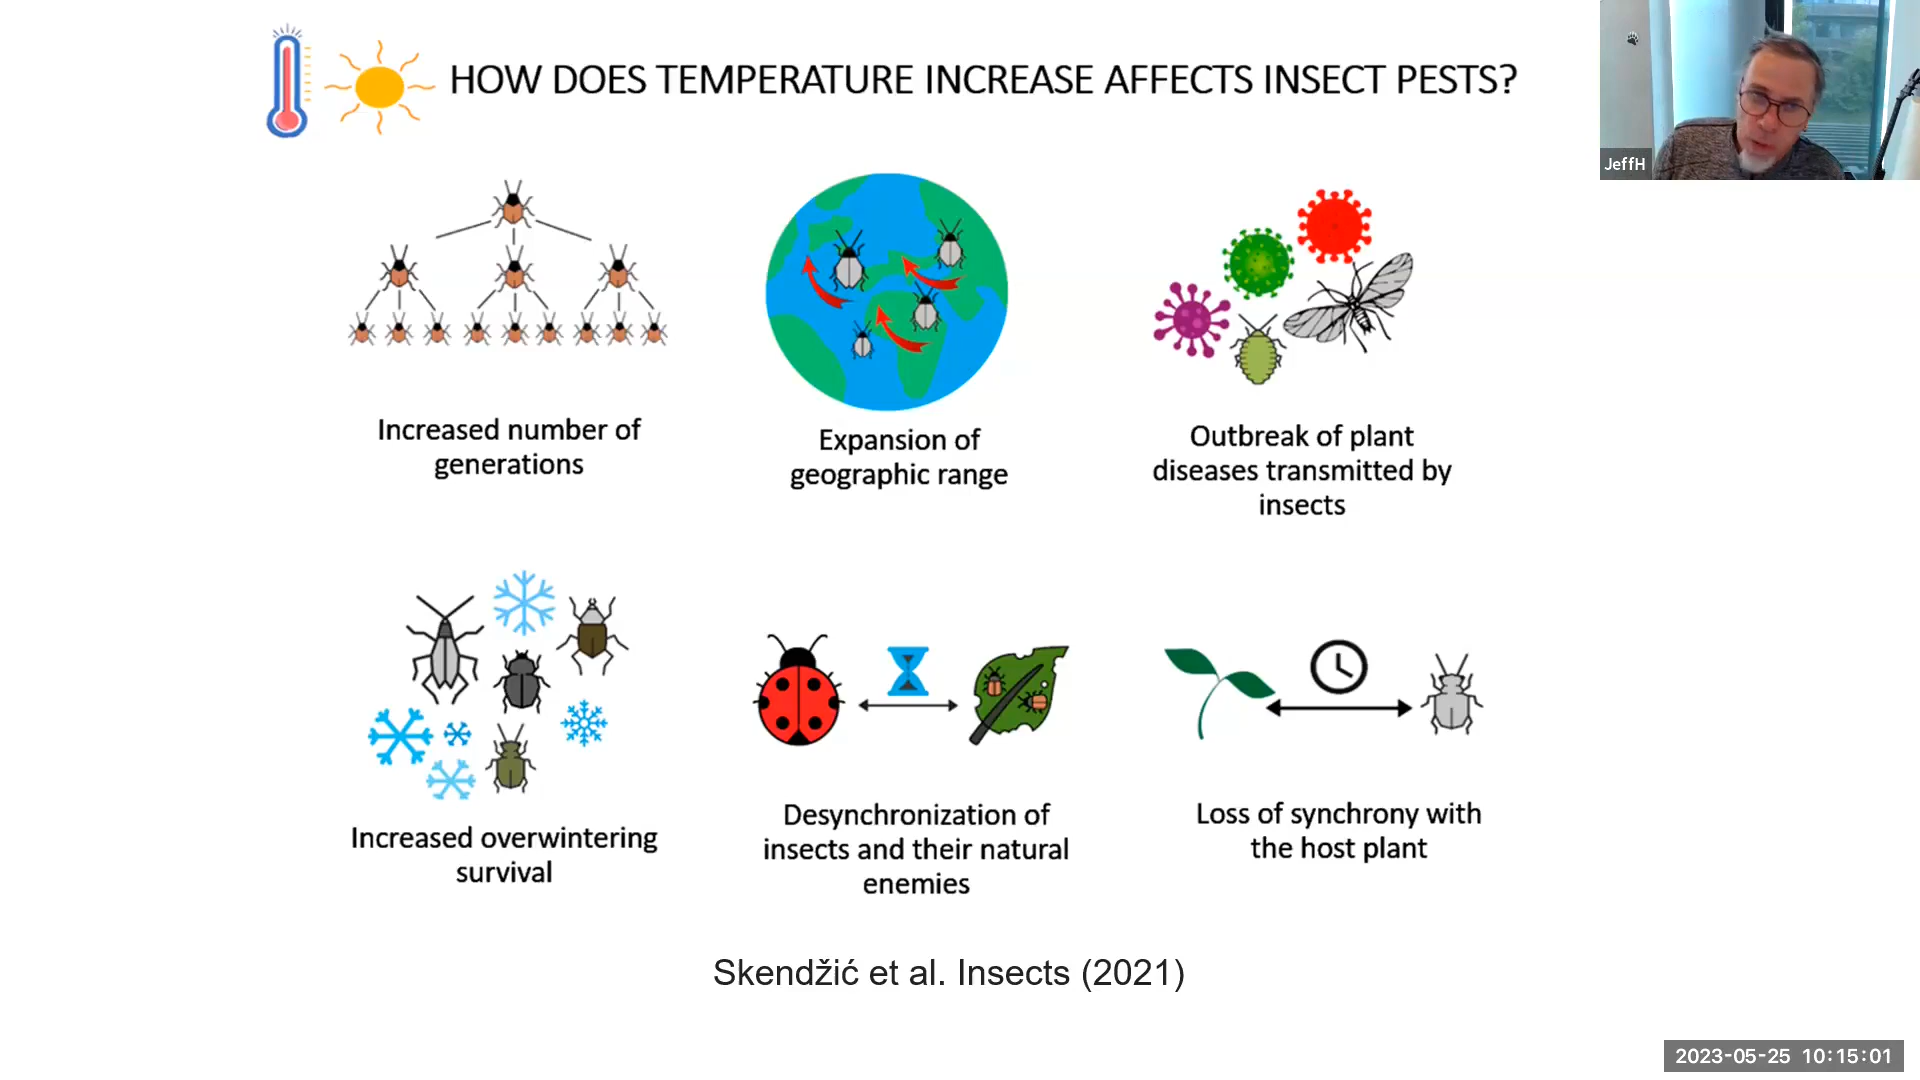 HOW DOES TEMPERATURE INCREASE AFFECTS INSECT PESTS?
JeffH
Increased number of
generations
Expansion of
geographic range
Outbreak of plant
diseases transmitted by
insects
Increased overwintering
survival
Desynchronization of
insects and their natural
enemies
Loss of synchrony with
the host plant
Skendžić et al. Insects (2021)
2023-05-25 10:15:01